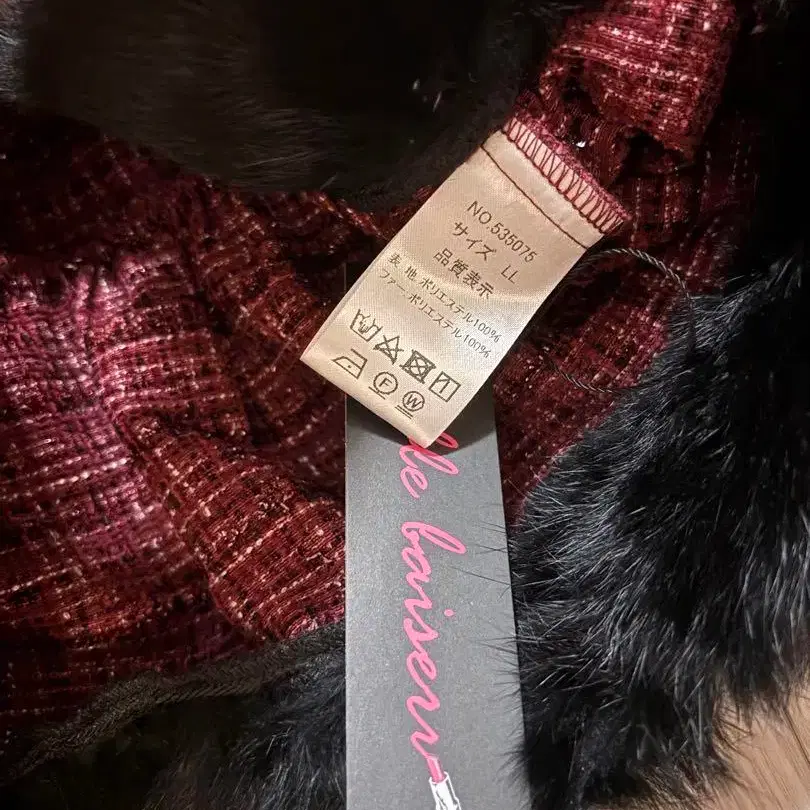 NO.535075
サイズ LL
品質表示
表 地 ポリエステル100%
ファー ポリエステル100%
F W
le baiser